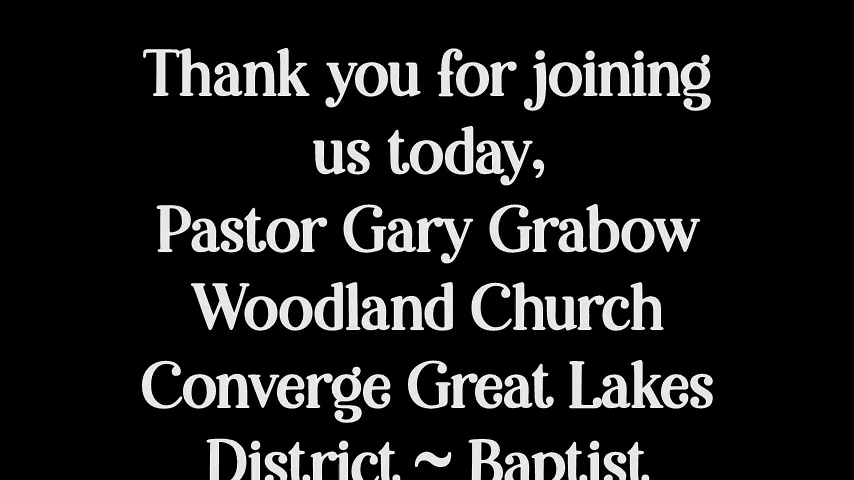 Thank you for joining
us today,
Pastor Gary Grabow
Woodland Church
Converge Great Lakes
District ~ Baptist